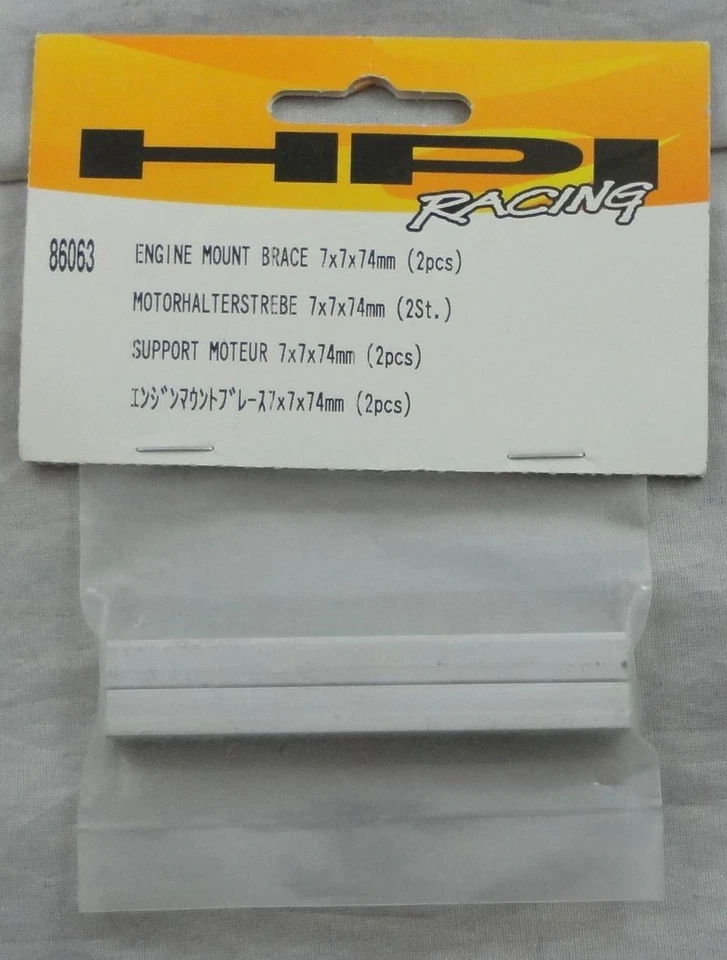 HPI
RACING
86063 ENGINE MOUNT BRACE 7x7x74mm (2pcs)
MOTORHALTERSTREBE 7x7x74mm (2St.)
SUPPORT MOTEUR 7x7x74mm (2pcs)
ｴﾝｼﾞﾝﾏｳﾝﾄﾌﾞﾚｰｽ7x7x74mm (2pcs)